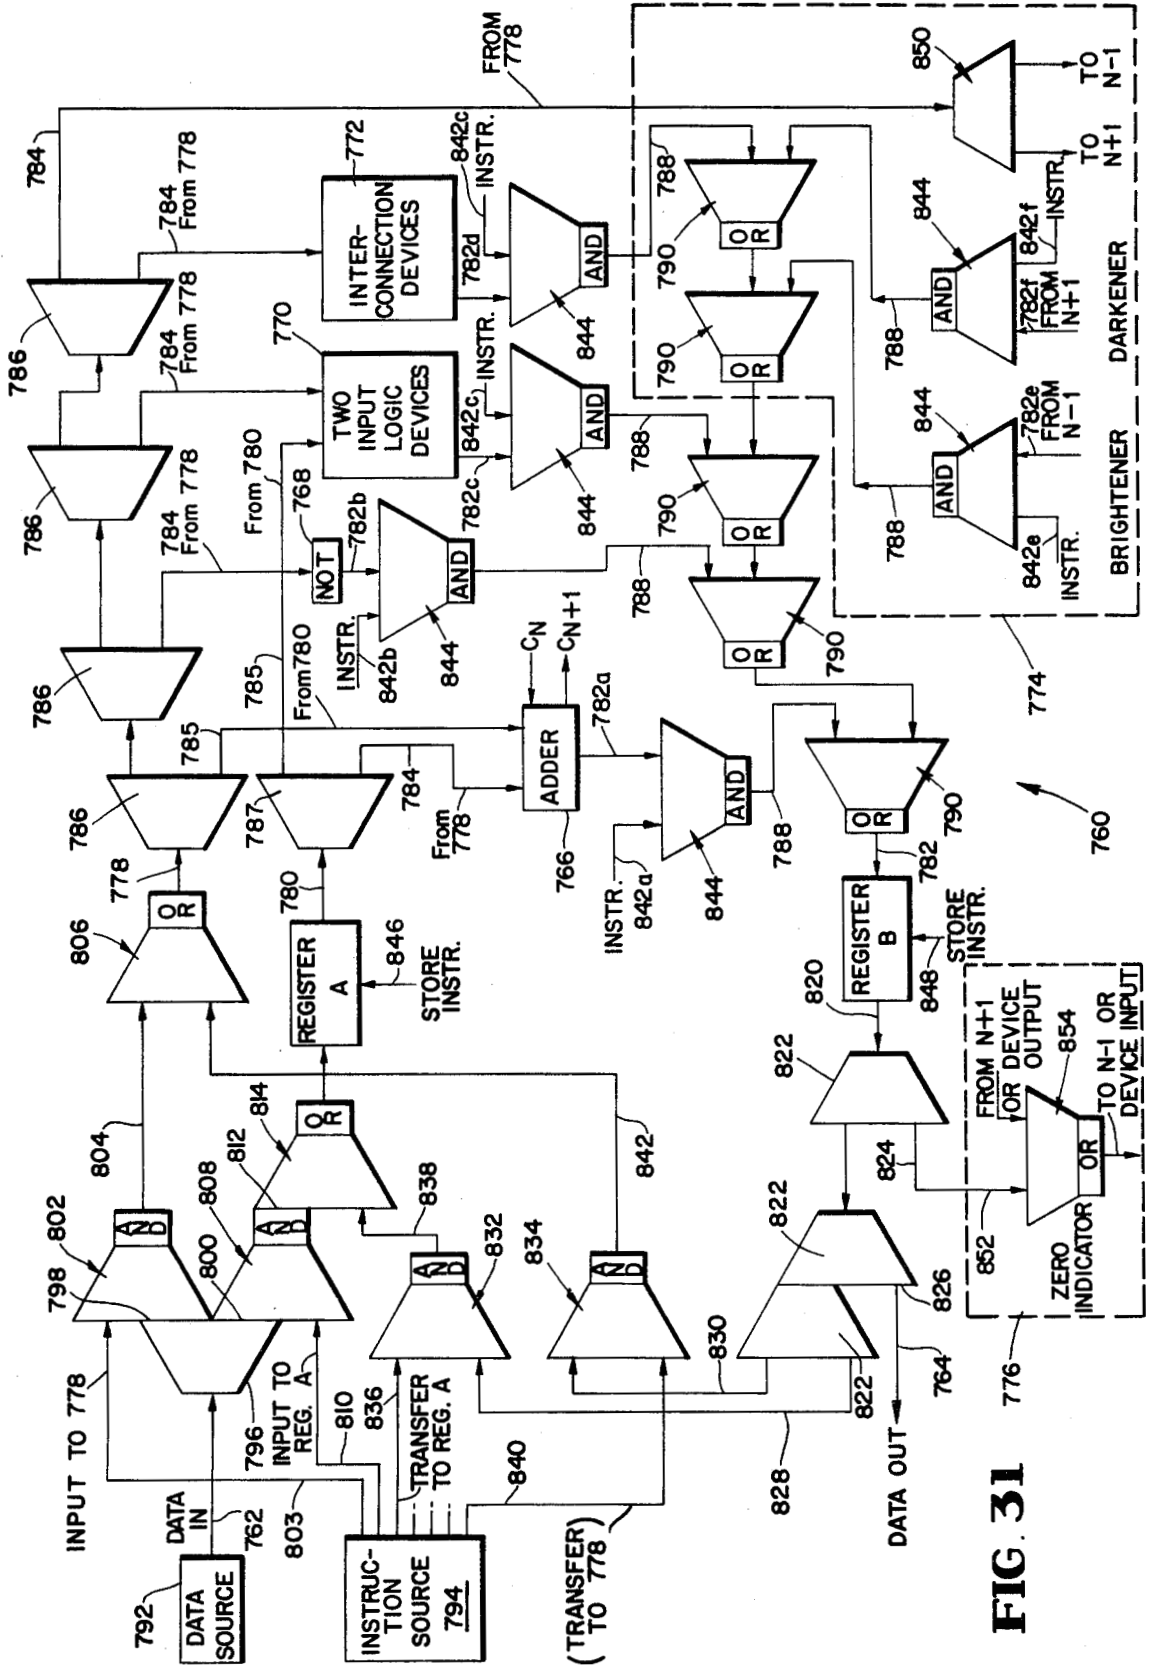 792
DATA
SOURCE
DATA
IN
762
INPUT TO 778
803
INSTRUC-
TION
SOURCE
794
796
798
800
802
AND
804
INPUT TO
REG. A
810
808
AND
812
814
OR
836
TRANSFER
TO REG. A
832
AND
838
834
AND
840
(TRANSFER)
TO 778
842
806
OR
778
REGISTER
A
846
STORE
INSTR.
780
786
787
785
784
From
778
From 780
785
From 780
786
786
786
784
From 778
784
From 778
784
From 778
784
FROM
778
768
NOT
782b
INSTR.
842b
844
AND
788
770
TWO
INPUT
LOGIC
DEVICES
782c
842c
INSTR.
844
AND
788
772
INTER-
CONNECTION
DEVICES
782d
842c
INSTR.
844
AND
788
766
ADDER
CN
CN+1
782a
INSTR.
842a
844
AND
788
790
OR
790
OR
790
OR
790
OR
790
OR
782
REGISTER
B
848
STORE
INSTR.
820
822
824
822
826
822
830
828
764
DATA OUT
850
TO
N+1
TO
N-1
844
AND
788
842f
INSTR.
782f
FROM
N+1
DARKENER
844
AND
788
842e
INSTR.
782e
FROM
N-1
BRIGHTENER
774
760
FROM N+1
OR DEVICE
OUTPUT
854
852
OR
ZERO
INDICATOR
TO N-1 OR
DEVICE INPUT
776
FIG. 31